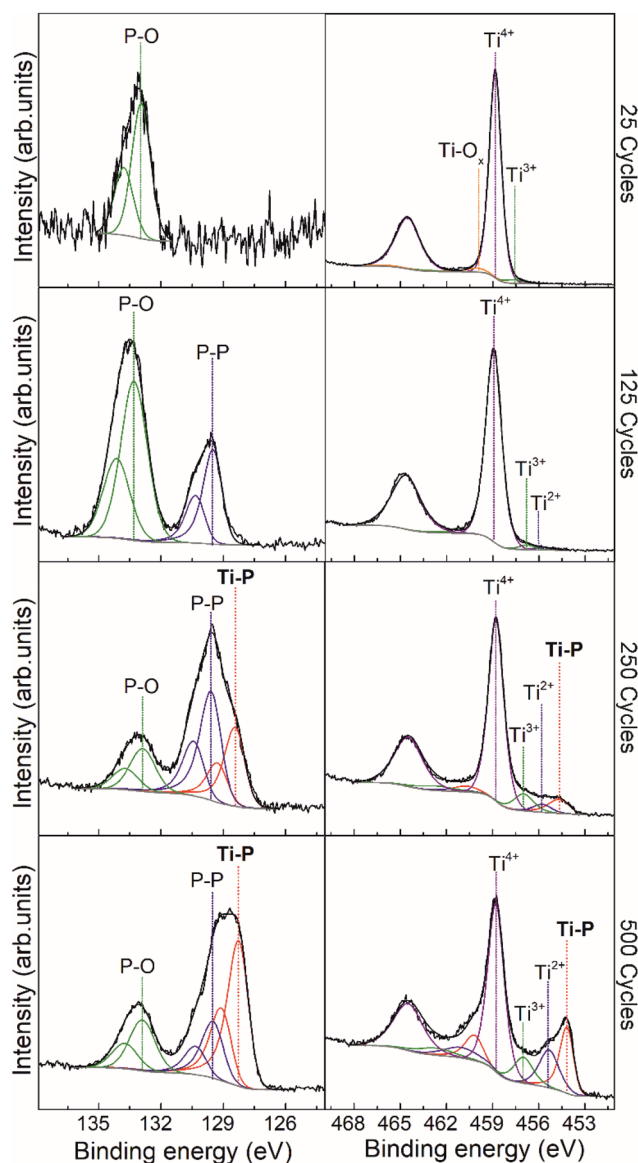 P-O
Intensity (arb.units)
Ti4+
Ti-Ox
Ti3+
25 Cycles
P-O
P-P
Intensity (arb.units)
Ti4+
Ti3+
Ti2+
125 Cycles
P-O
P-P
Ti-P
Intensity (arb.units)
Ti4+
Ti3+
Ti2+
Ti-P
250 Cycles
P-O
P-P
Ti-P
Intensity (arb.units)
Ti4+
Ti3+
Ti2+
Ti-P
500 Cycles
135 132 129 126
468 465 462 459 456 453
Binding energy (eV)
Binding energy (eV)